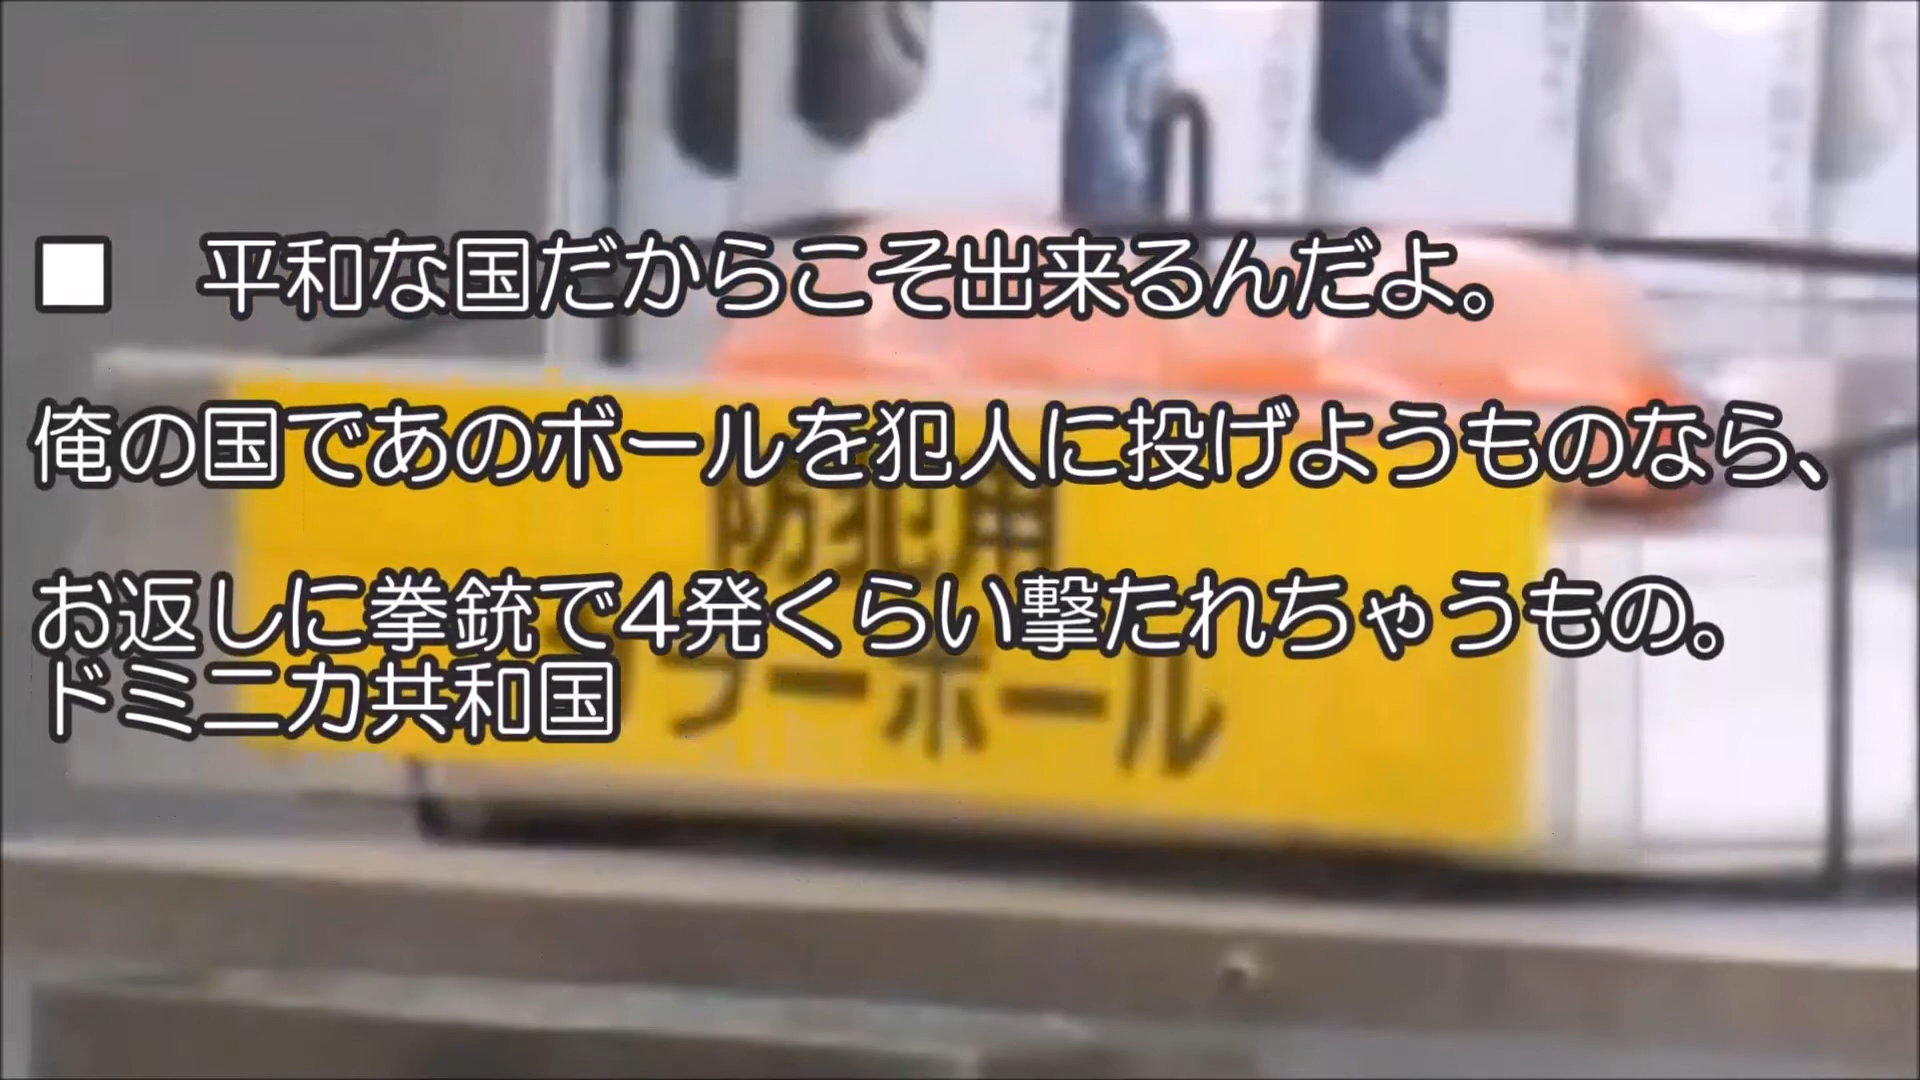 ■　平和な国だからこそ出来るんだよ。
俺の国であのボールを犯人に投げようものなら、
お返しに拳銃で4発くらい撃たれちゃうもの。
ドミニカ共和国
防犯用
カラーボール